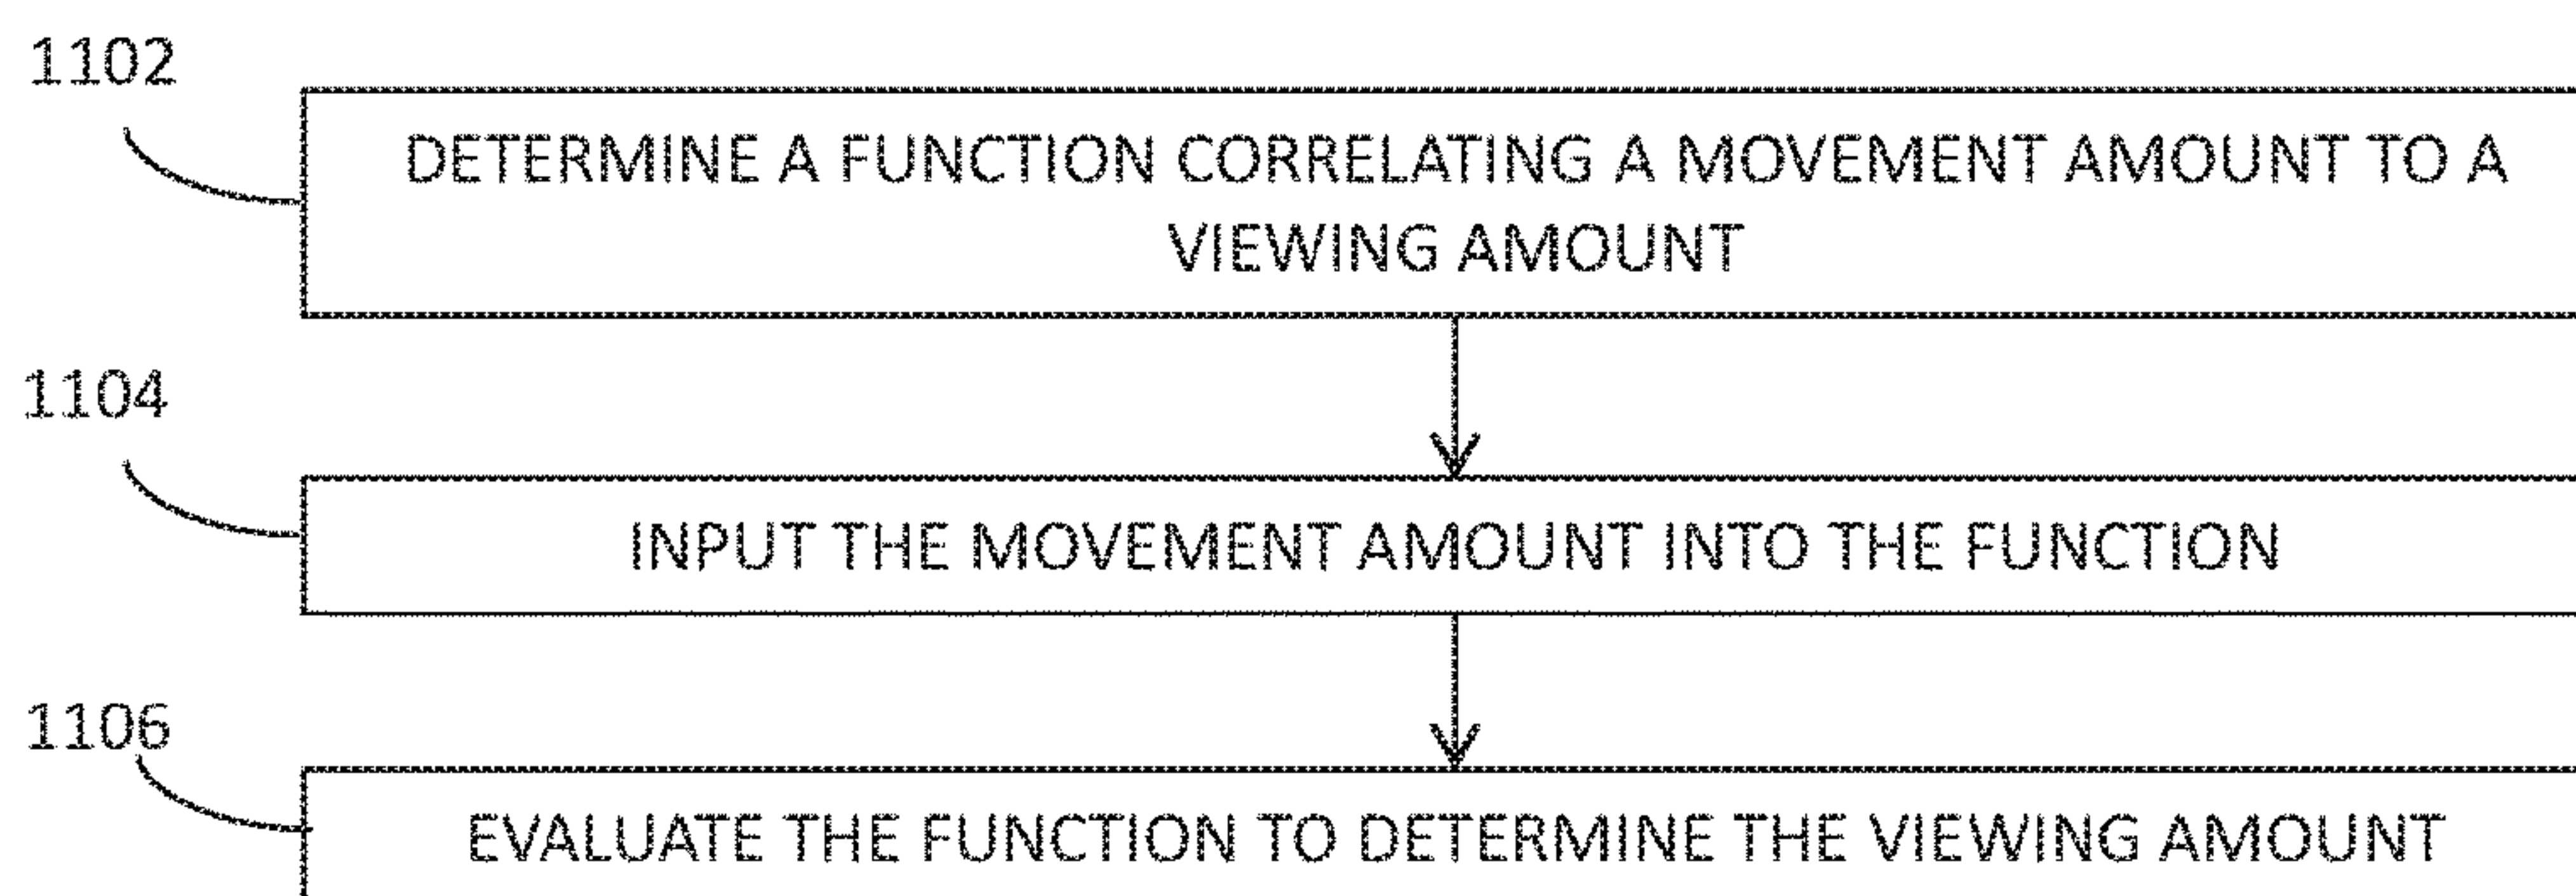 1102
DETERMINE A FUNCTION CORRELATING A MOVEMENT AMOUNT TO A
VIEWING AMOUNT
1104
INPUT THE MOVEMENT AMOUNT INTO THE FUNCTION
1106
EVALUATE THE FUNCTION TO DETERMINE THE VIEWING AMOUNT